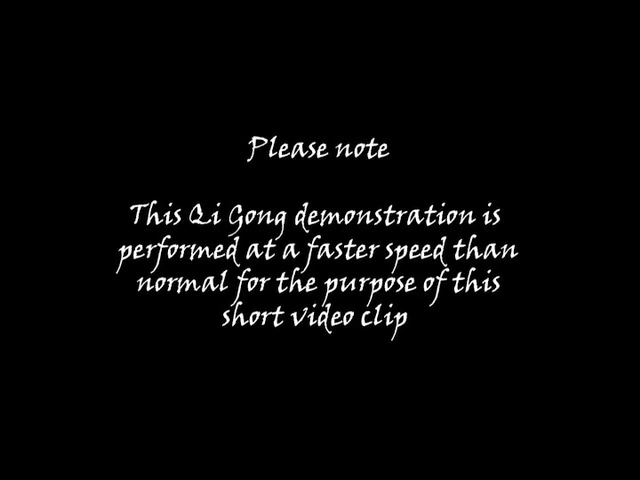 Please note
This Qi Gong demonstration is
performed at a faster speed than
normal for the purpose of this
short video clip